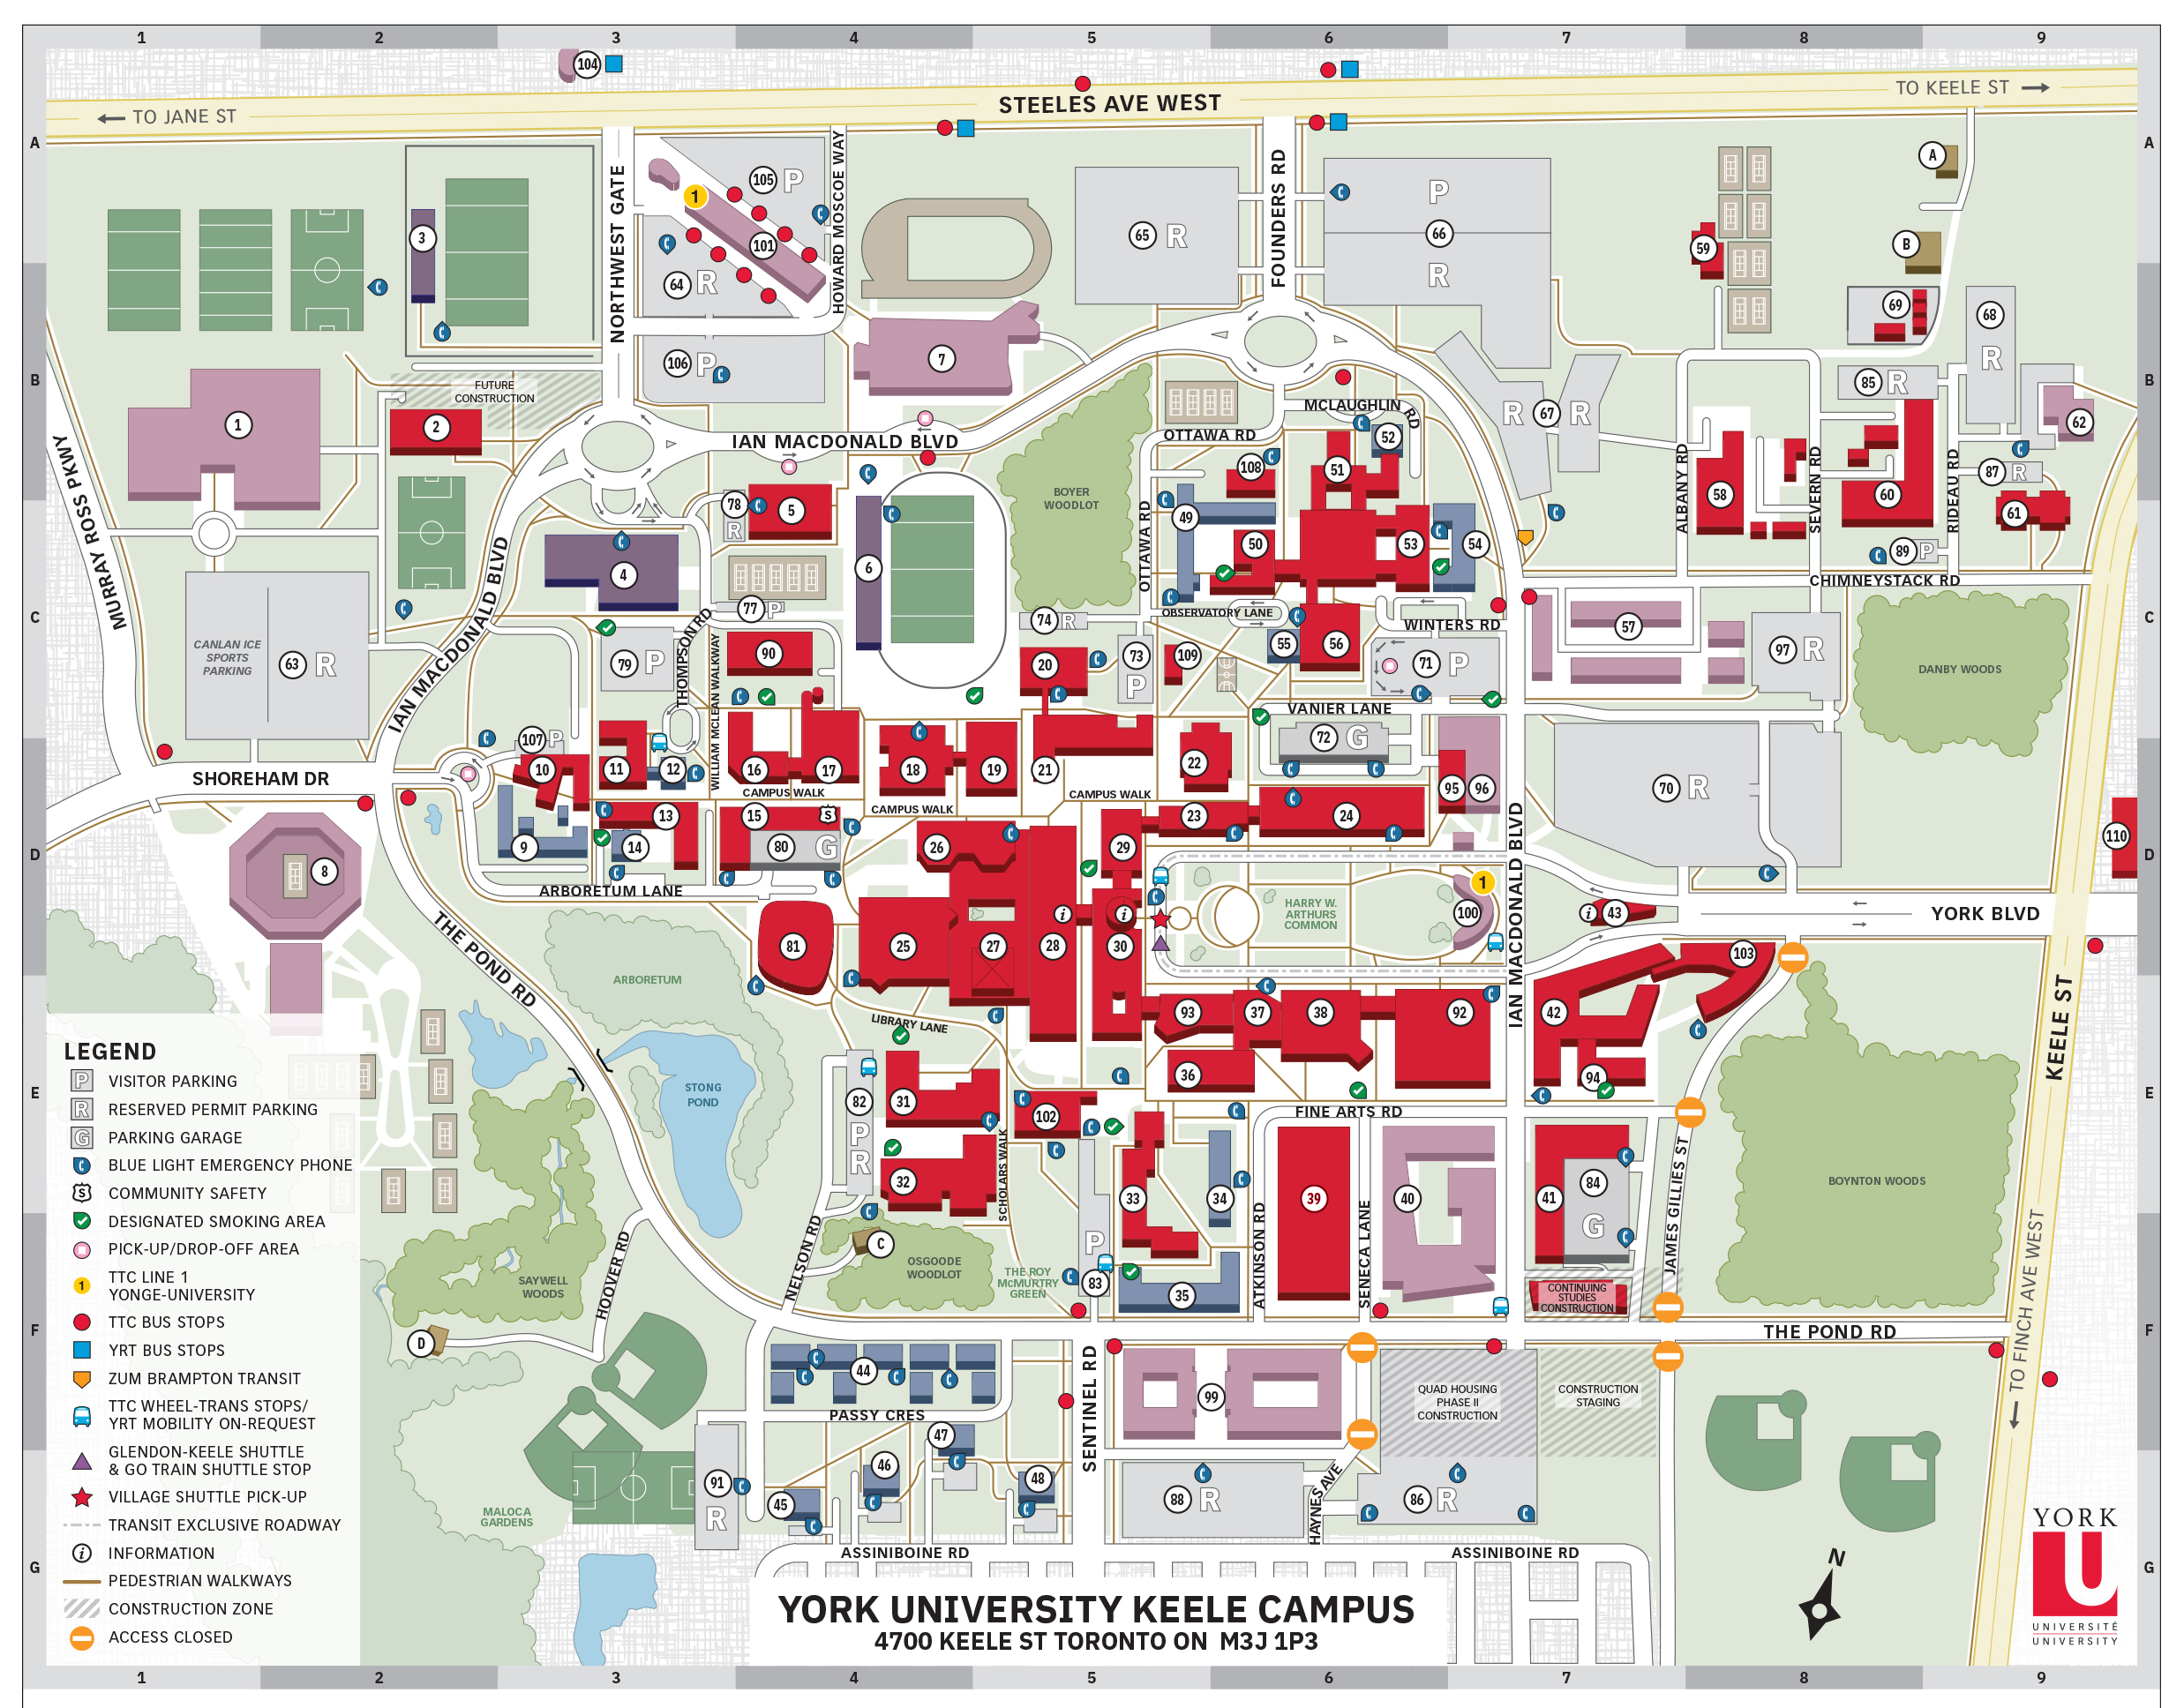 1 2 3 4 5 6 7 8 9
104
STEELES AVE WEST
TO JANE ST
TO KEELE ST
A
A
NORTHWEST GATE
HOWARD MOSCOE WAY
FOUNDERS RD
105 P
1
101
64 R
106 P
3
7
65 R
P
66
R
59
A
B
69
68
R
85 R
62
B
B
1
2
FUTURE
CONSTRUCTION
IAN MACDONALD BLVD
BOYER
WOODLOT
OTTAWA RD
MCLAUGHLIN RD
52
51
108
R 67 R
ALBANY RD
SEVERN RD
RIDEAU RD
58
60
87 R
61
89 P
CHIMNEYSTACK RD
MURRAY ROSS PKWY
78
R
5
4
6
49
50
53
54
OTTAWA RD
OBSERVATORY LANE
C
C
IAN MACDONALD BLVD
CANLAN ICE
SPORTS
PARKING
63 R
77 P
79 P
THOMPSON RD
WILLIAM MCLEAN WALKWAY
90
74 R
20
73
P
109
55
56
WINTERS RD
71 P
57
97 R
DANBY WOODS
VANIER LANE
72 G
107 P
10
11
12
16
17
18
19
21
22
95
96
70 R
SHOREHAM DR
CAMPUS WALK
CAMPUS WALK
CAMPUS WALK
9
13
14
15
S
80 G
26
29
23
24
110
D
D
8
ARBORETUM LANE
IAN MACDONALD BLVD
1
100
HARRY W.
ARTHURS
COMMON
i
43
YORK BLVD
81
25
27
28
30
i
i
103
THE POND RD
ARBORETUM
LIBRARY LANE
93
37
38
92
42
36
94
KEELE ST
E
E
STONG
POND
82
P
R
31
32
102
SCHOLARS WALK
FINE ARTS RD
33
34
39
40
41
84
G
JAMES GILLIES ST
BOYNTON WOODS
ATKINSON RD
SENECA LANE
P
83
35
C
OSGOODE
WOODLOT
THE ROY
McMURTRY
GREEN
NELSON RD
HOOVER RD
SAYWELL
WOODS
D
CONTINUING
STUDIES
CONSTRUCTION
F
F
THE POND RD
TO FINCH AVE WEST
44
PASSY CRES
SENTINEL RD
99
QUAD HOUSING
PHASE II
CONSTRUCTION
CONSTRUCTION
STAGING
47
46
45
48
91
R
88 R
HAYNES AVE
86 R
MALOCA
GARDENS
ASSINIBOINE RD
ASSINIBOINE RD
G
G
LEGEND
P VISITOR PARKING
R RESERVED PERMIT PARKING
G PARKING GARAGE
BLUE LIGHT EMERGENCY PHONE
S COMMUNITY SAFETY
DESIGNATED SMOKING AREA
PICK-UP/DROP-OFF AREA
1 TTC LINE 1
YONGE-UNIVERSITY
TTC BUS STOPS
YRT BUS STOPS
ZUM BRAMPTON TRANSIT
TTC WHEEL-TRANS STOPS/
YRT MOBILITY ON-REQUEST
GLENDON-KEELE SHUTTLE
& GO TRAIN SHUTTLE STOP
VILLAGE SHUTTLE PICK-UP
TRANSIT EXCLUSIVE ROADWAY
i INFORMATION
PEDESTRIAN WALKWAYS
CONSTRUCTION ZONE
ACCESS CLOSED
YORK UNIVERSITY KEELE CAMPUS
4700 KEELE ST TORONTO ON M3J 1P3
N
YORK
U
UNIVERSITÉ
UNIVERSITY
1 2 3 4 5 6 7 8 9